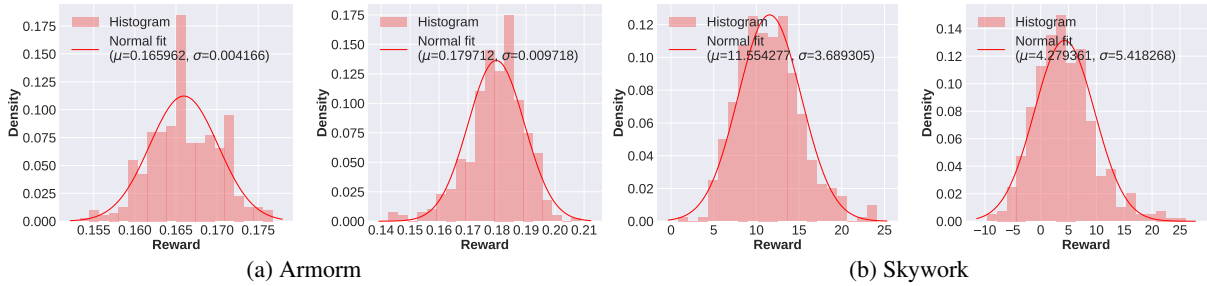 Histogram
Normal fit
(μ=0.165962, σ=0.004166)
Density
0.175
0.150
0.125
0.100
0.075
0.050
0.025
0.000
0.155 0.160 0.165 0.170 0.175
Reward
Histogram
Normal fit
(μ=0.179712, σ=0.009718)
Density
0.175
0.150
0.125
0.100
0.075
0.050
0.025
0.000
0.14 0.15 0.16 0.17 0.18 0.19 0.20 0.21
Reward
(a) Armorm
Histogram
Normal fit
(μ=11.554277, σ=3.689305)
Density
0.12
0.10
0.08
0.06
0.04
0.02
0.00
0 5 10 15 20 25
Reward
Histogram
Normal fit
(μ=4.279361, σ=5.418268)
Density
0.14
0.12
0.10
0.08
0.06
0.04
0.02
0.00
−10 −5 0 5 10 15 20 25
Reward
(b) Skywork